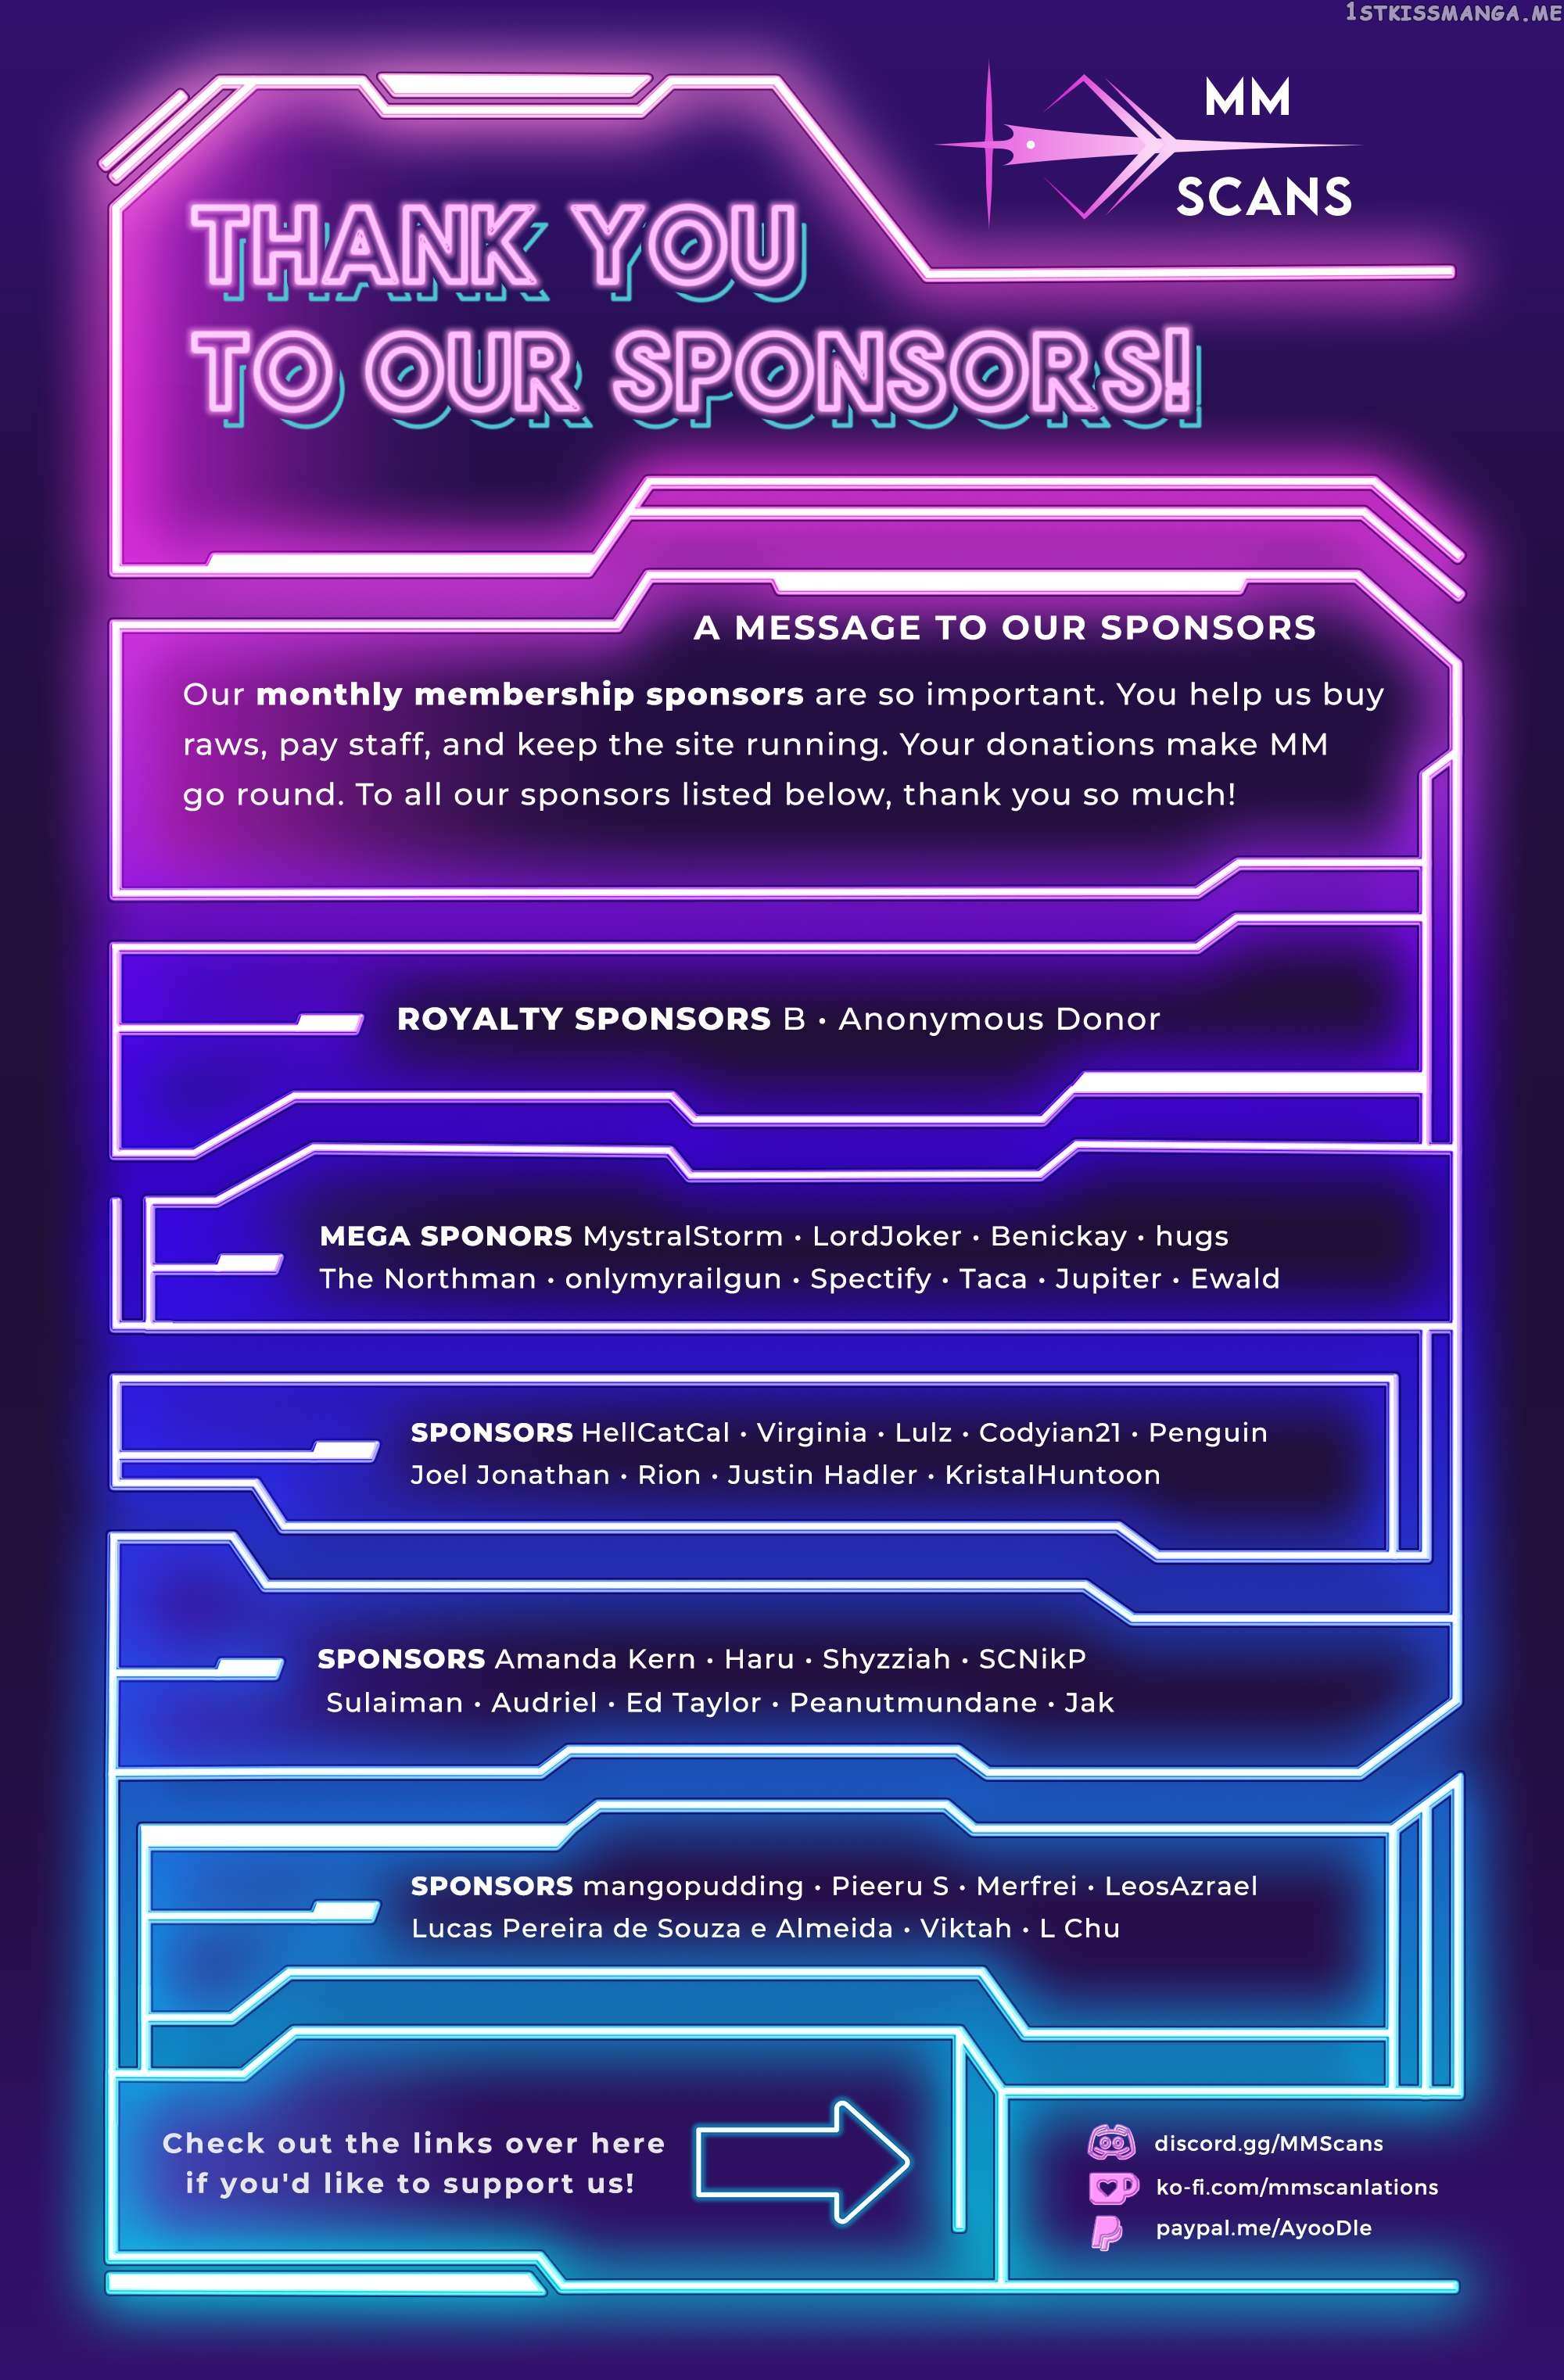 1STKISSMANGA.ME
MM
SCANS
THANK YOU
TO OUR SPONSORS!
A MESSAGE TO OUR SPONSORS
Our monthly membership sponsors are so important. You help us buy
raws, pay staff, and keep the site running. Your donations make MM
go round. To all our sponsors listed below, thank you so much!
ROYALTY SPONSORS B • Anonymous Donor
MEGA SPONORS MystralStorm • LordJoker • Benickay • hugs
The Northman • onlymyrailgun • Spectify • Taca • Jupiter • Ewald
SPONSORS HellCatCal • Virginia • Lulz • Codyian21 • Penguin
Joel Jonathan • Rion • Justin Hadler • KristalHuntoon
SPONSORS Amanda Kern • Haru • Shyzziah • SCNikP
Sulaiman • Audriel • Ed Taylor • Peanutmundane • Jak
SPONSORS mangopudding • Pieeru S • Merfrei • LeosAzrael
Lucas Pereira de Souza e Almeida • Viktah • L Chu
Check out the links over here
if you'd like to support us!
discord.gg/MMScans
ko-fi.com/mmscanlations
paypal.me/AyooDle